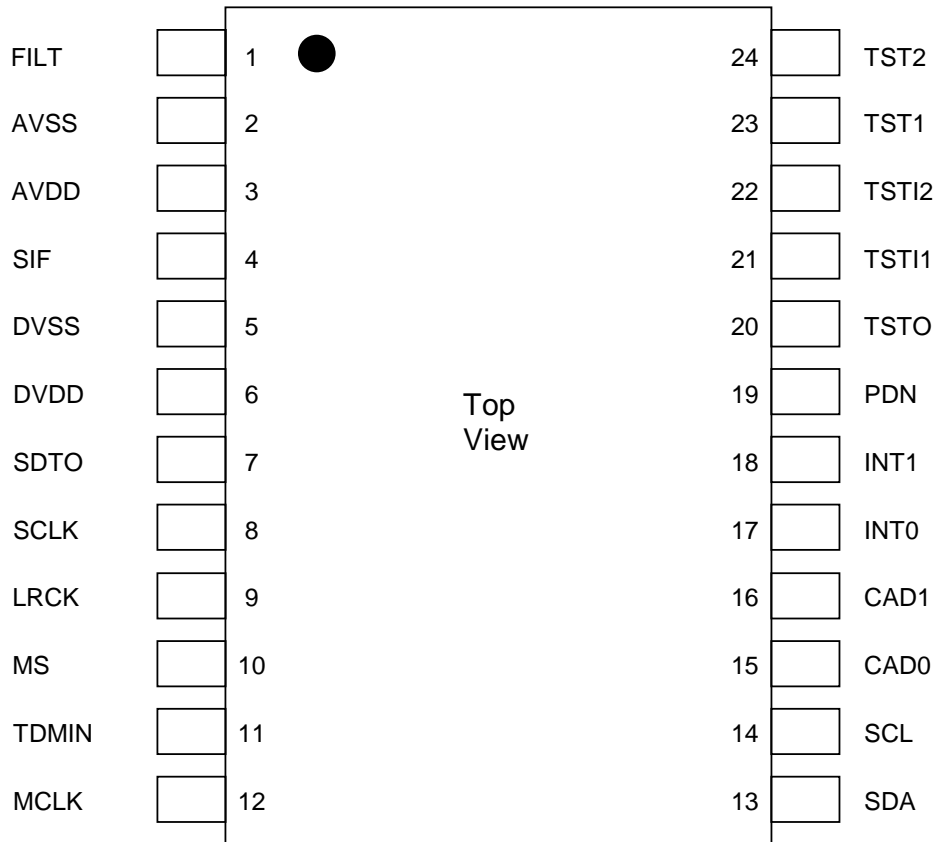 FILT 1 24 TST2
AVSS 2 23 TST1
AVDD 3 22 TSTI2
SIF 4 21 TSTI1
DVSS 5 20 TSTO
DVDD 6 19 PDN
Top
View
SDTO 7 18 INT1
SCLK 8 17 INT0
LRCK 9 16 CAD1
MS 10 15 CAD0
TDMIN 11 14 SCL
MCLK 12 13 SDA